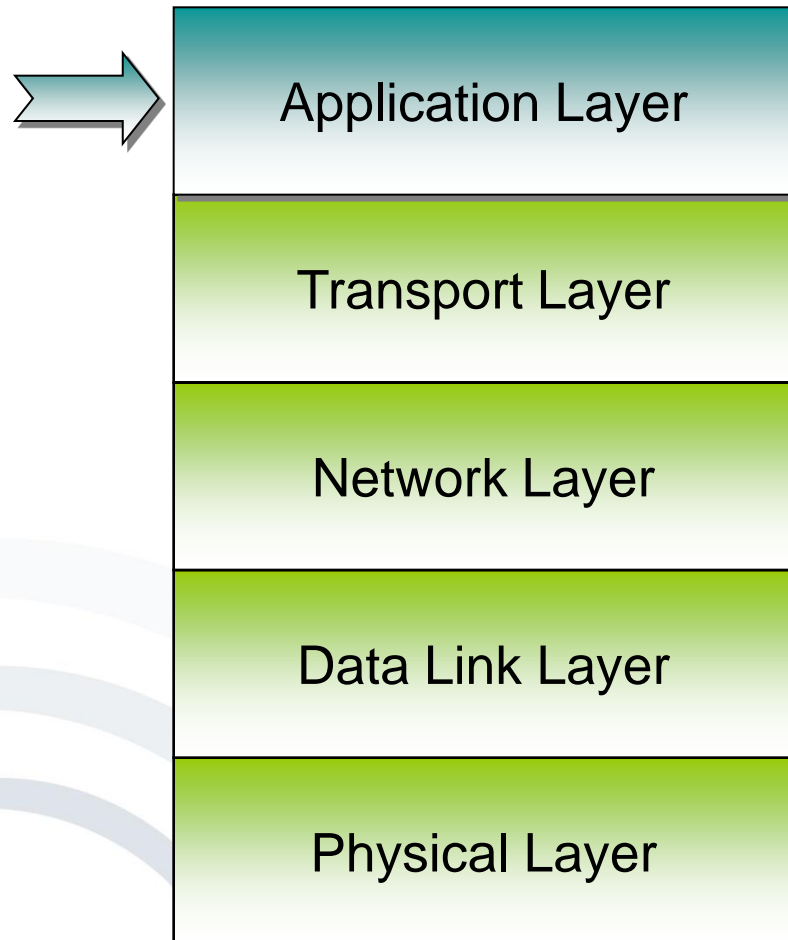 Application Layer
Transport Layer
Network Layer
Data Link Layer
Physical Layer